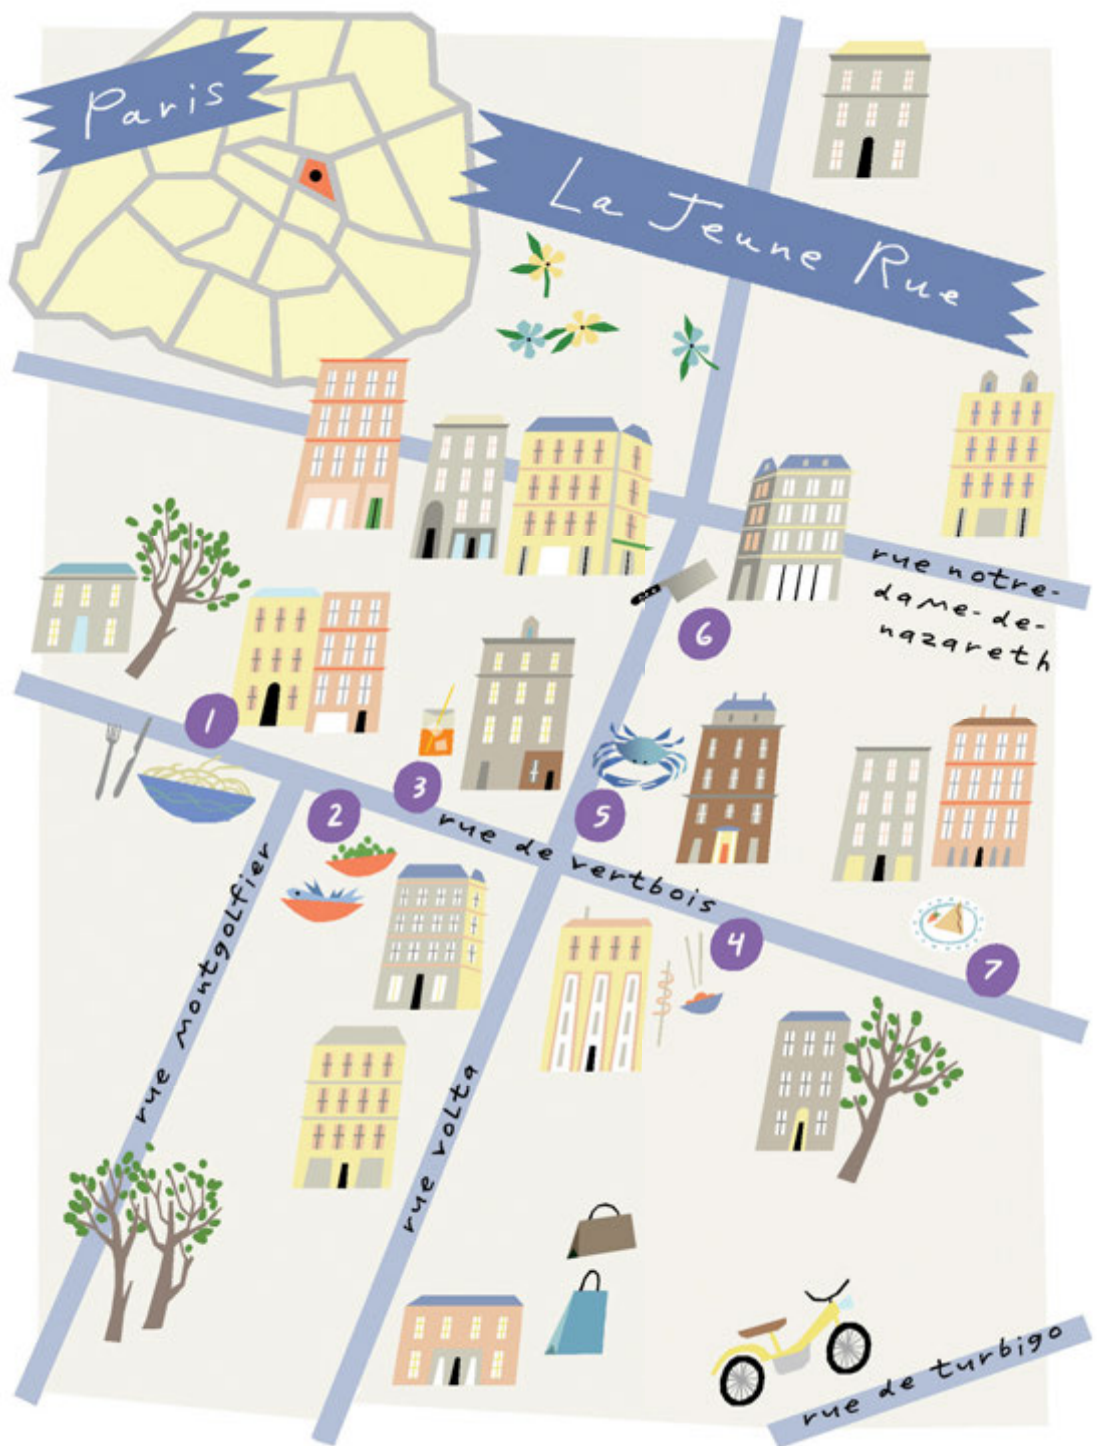 Paris
La Jeune Rue
rue notre-
dame-de-
nazareth
6
1
3
2
5
rue de vertbois
4
7
rue montgolfier
rue volta
rue de turbigo